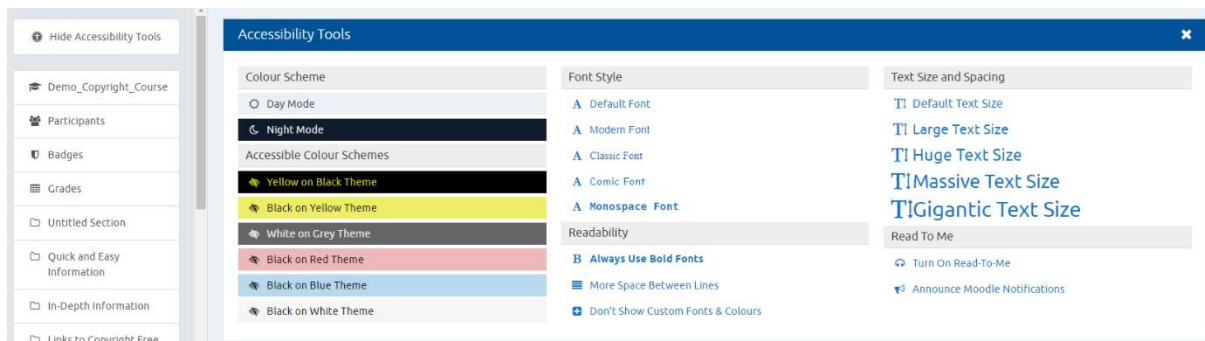 Hide Accessibility Tools
Demo_Copyright_Course
Participants
Badges
Grades
Untitled Section
Quick and Easy
Information
In-Depth Information
Links to Copyright Free
Accessibility Tools
Colour Scheme
Day Mode
Night Mode
Accessible Colour Schemes
Yellow on Black Theme
Black on Yellow Theme
White on Grey Theme
Black on Red Theme
Black on Blue Theme
Black on White Theme
Font Style
A Default Font
A Modern Font
A Classic Font
A Comic Font
A Monospace Font
Readability
B Always Use Bold Fonts
More Space Between Lines
Don't Show Custom Fonts & Colours
Text Size and Spacing
Default Text Size
Large Text Size
Huge Text Size
Massive Text Size
Gigantic Text Size
Read To Me
Turn On Read-To-Me
Announce Moodle Notifications